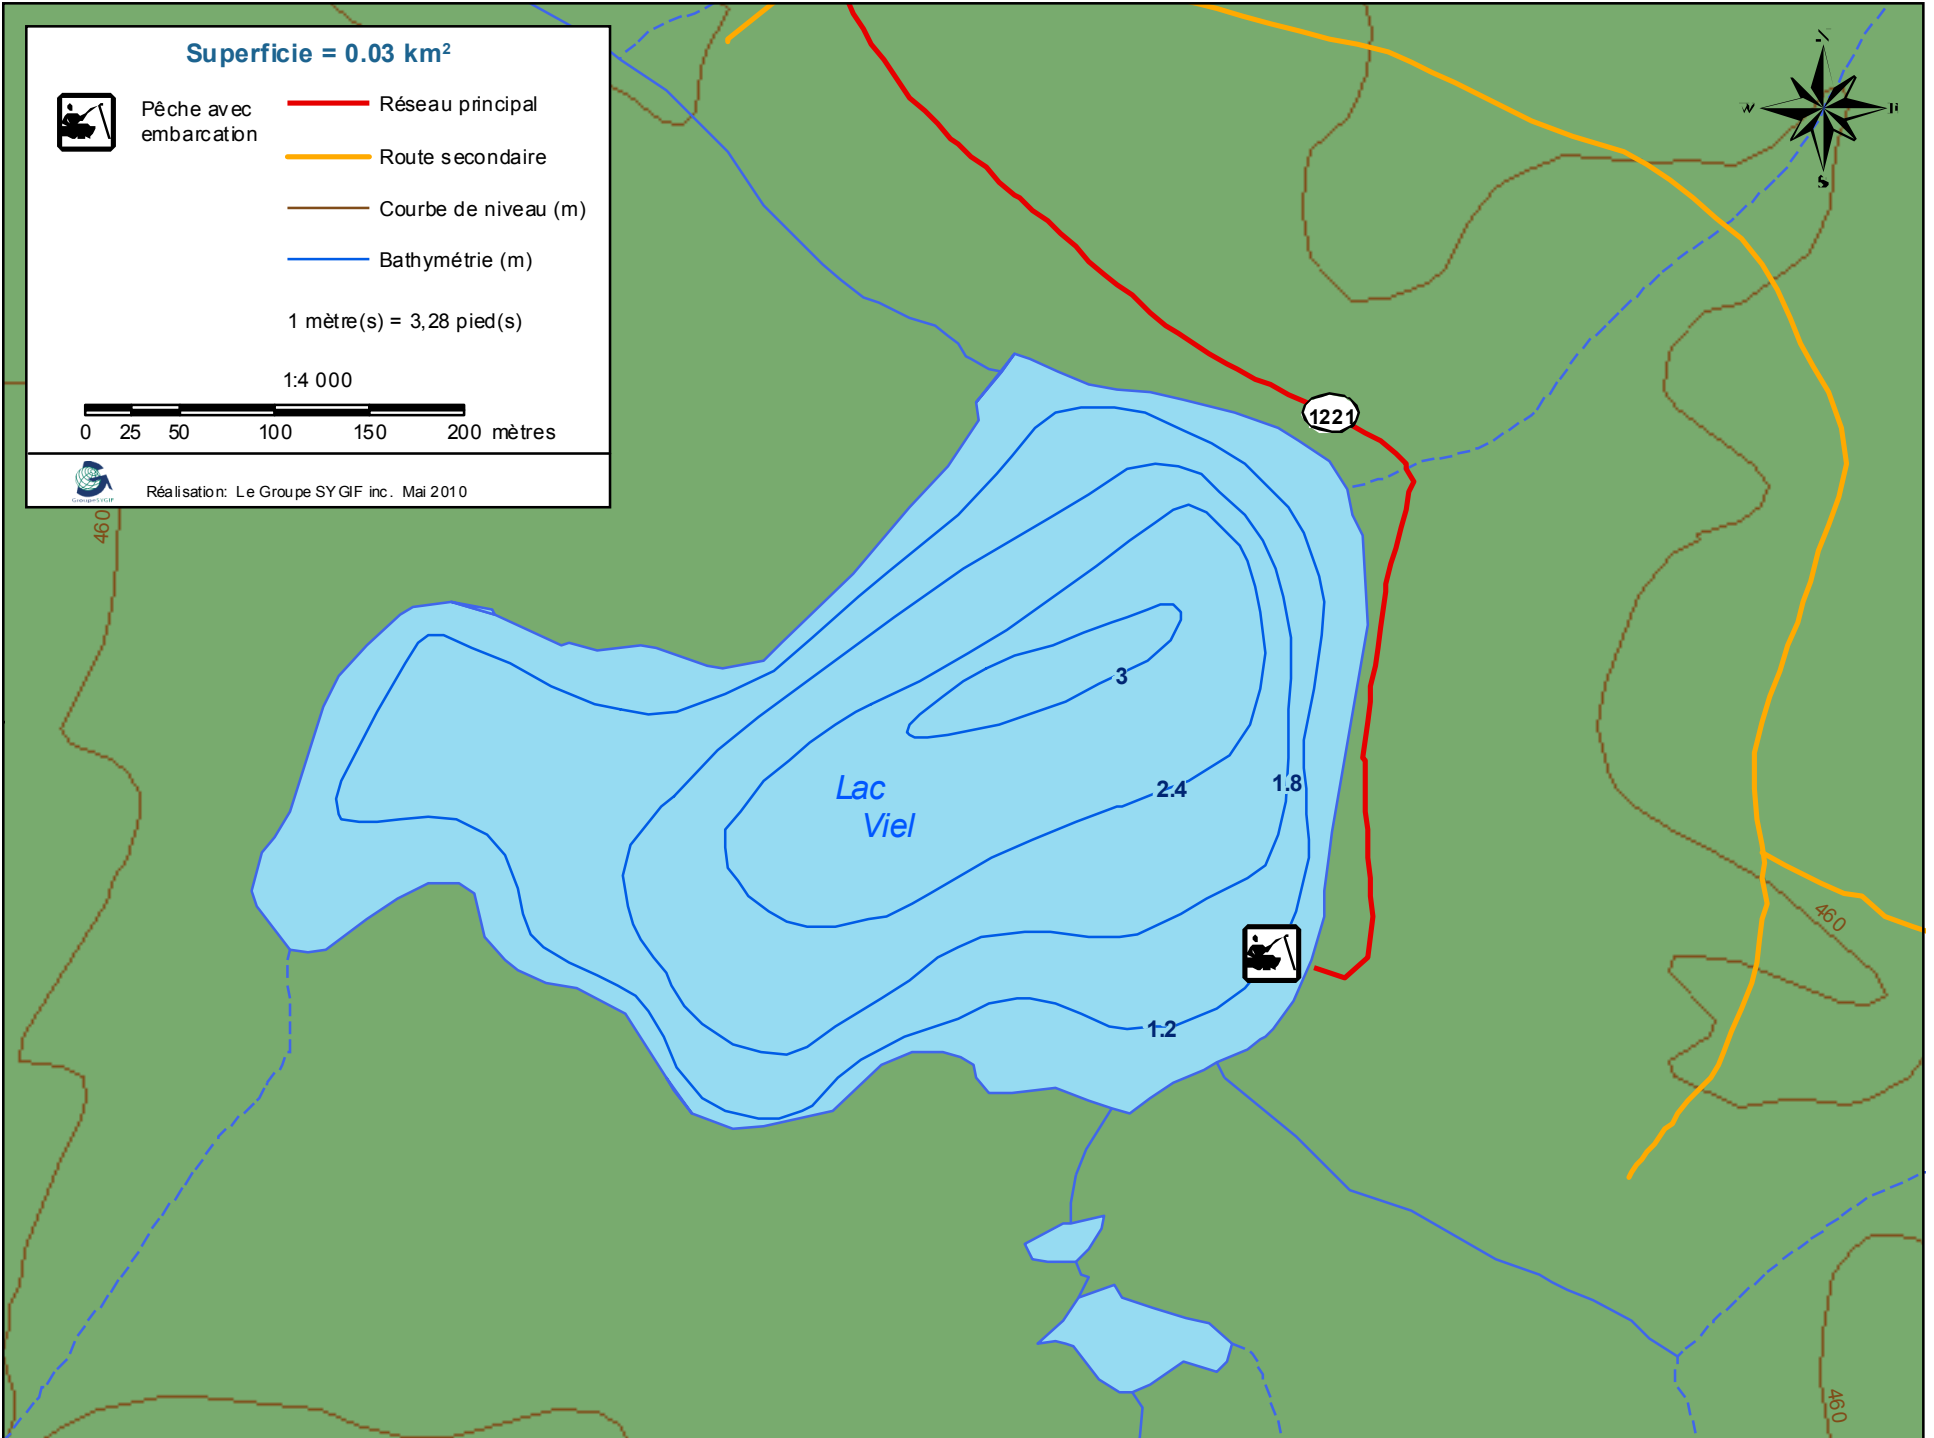 Superficie = 0.03 km²
Pêche avec
embarcation
Réseau principal
Route secondaire
Courbe de niveau (m)
Bathymétrie (m)
1 mètre(s) = 3,28 pied(s)
1:4 000
0 25 50 100 150 200 mètres
Groupe SYGIF
Réalisation: Le Groupe SYGIF inc. Mai 2010
N
W
S
1221
460
3
2.4
1.8
Lac
Viel
460
1.2
460